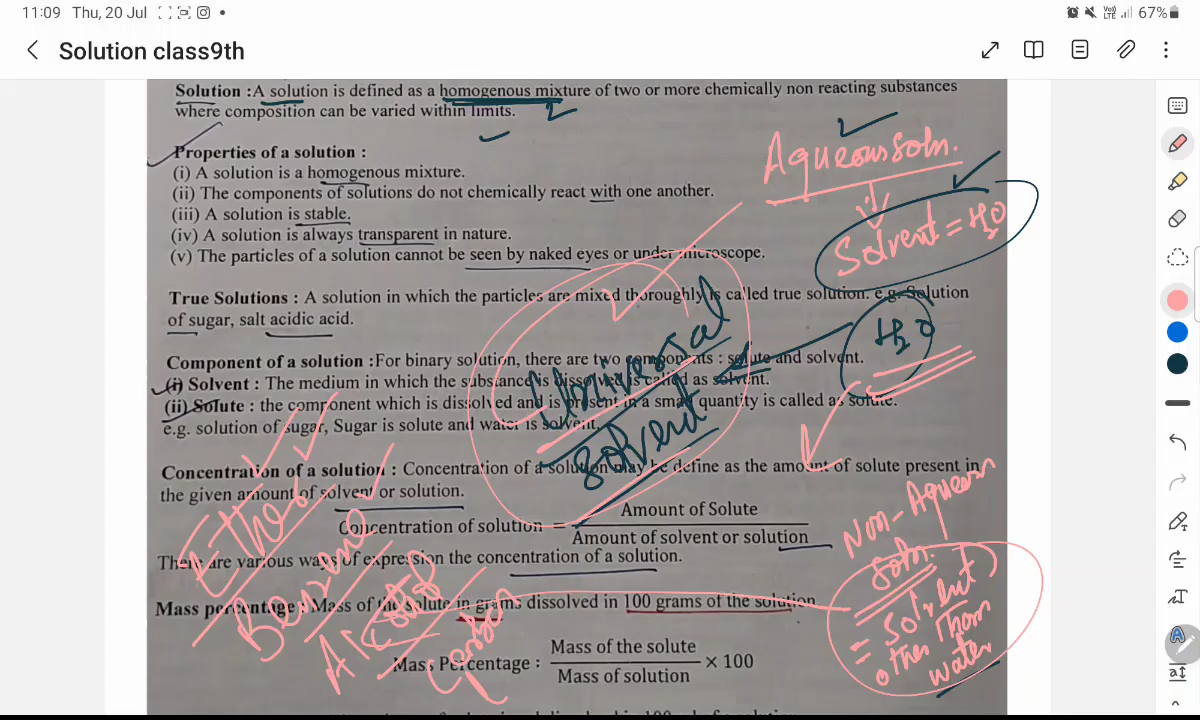 11:09 Thu, 20 Jul
67%
Solution class9th
Solution :A solution is defined as a homogenous mixture of two or more chemically non reacting substances
where composition can be varied within limits.
Properties of a solution :
(i) A solution is a homogenous mixture.
(ii) The components of solutions do not chemically react with one another.
(iii) A solution is stable.
(iv) A solution is always transparent in nature.
(v) The particles of a solution cannot be seen by naked eyes or under microscope.
Aqueous soln.
Solvent = H2O
True Solutions : A solution in which the particles are mixed thoroughly is called true solution. e.g. Solution
of sugar, salt acidic acid.
H2O
Universal
Solvent
Component of a solution :For binary solution, there are two components : solute and solvent.
(i) Solvent : The medium in which the substance is dissolved is called as solvent.
(ii) Solute : the component which is dissolved and is present in a small quantity is called as solute.
e.g. solution of sugar, Sugar is solute and water is solvent.
Concentration of a solution : Concentration of a solution may be define as the amount of solute present in
the given amount of solvent or solution.
Concentration of solution = Amount of Solute
Amount of solvent or solution
There are various ways of expression the concentration of a solution.
Ether
Benzene
Non-Aqueous
soln.
= Solvent
other Than
water
Mass percentage : Mass of the solute in grams dissolved in 100 grams of the solution
Mass Percentage : Mass of the solute
Mass of solution × 100